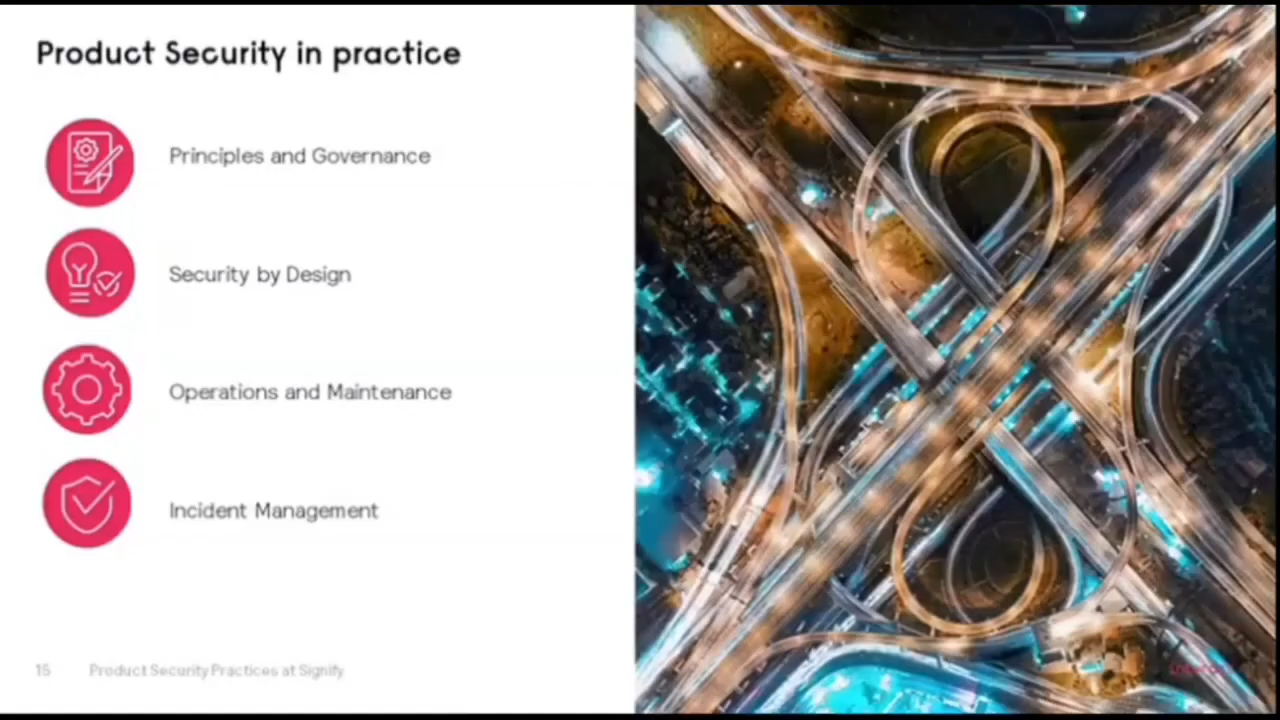 Product Security in practice
Principles and Governance
Security by Design
Operations and Maintenance
Incident Management
15 Product Security Practices at Signify